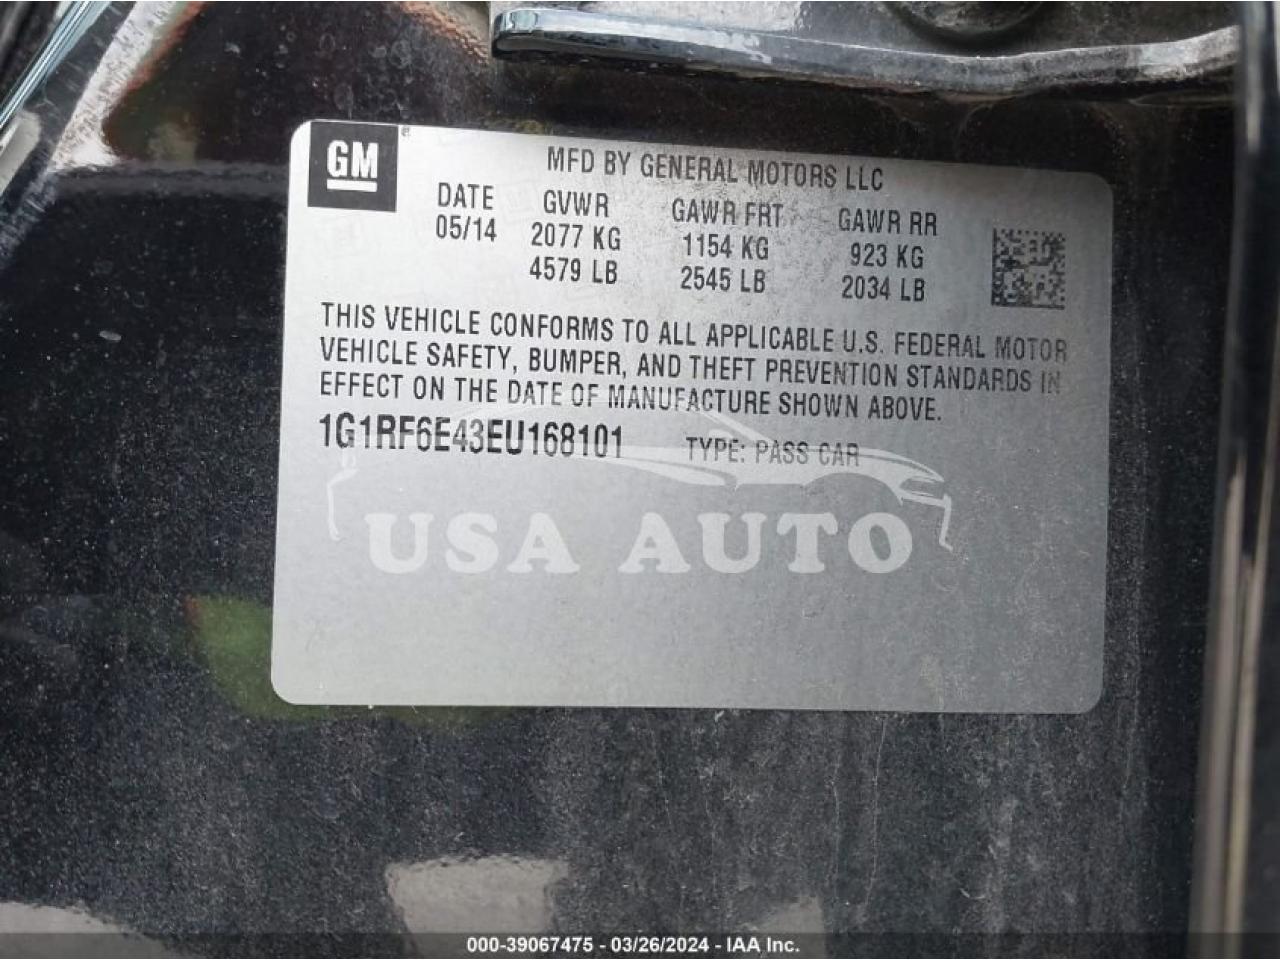 GM
MFD BY GENERAL MOTORS LLC
DATE GVWR GAWR FRT GAWR RR
05/14 2077 KG 1154 KG 923 KG
4579 LB 2545 LB 2034 LB
THIS VEHICLE CONFORMS TO ALL APPLICABLE U.S. FEDERAL MOTOR
VEHICLE SAFETY, BUMPER, AND THEFT PREVENTION STANDARDS IN
EFFECT ON THE DATE OF MANUFACTURE SHOWN ABOVE.
1G1RF6E43EU168101 TYPE: PASS CAR
USA AUTO
000-39067475 - 03/26/2024 - IAA Inc.